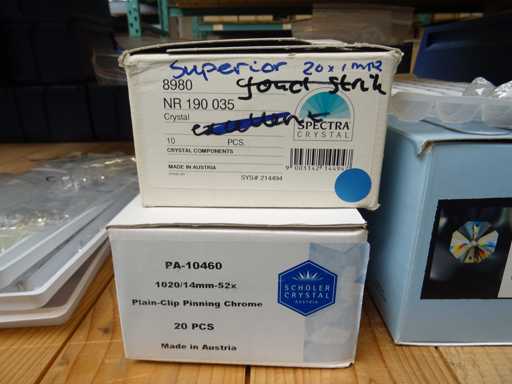 Superior 20 x 1 mm
8980
NR 190 035
Crystal
10 PCS.
CRYSTAL COMPONENTS
MADE IN AUSTRIA
SPECTRA
CRYSTAL
SYS# 214494
PA-10460
1020/14mm-52x
Plain-Clip Pinning Chrome
20 PCS
Made in Austria
SCHÖLER
CRYSTAL
AUSTRIA